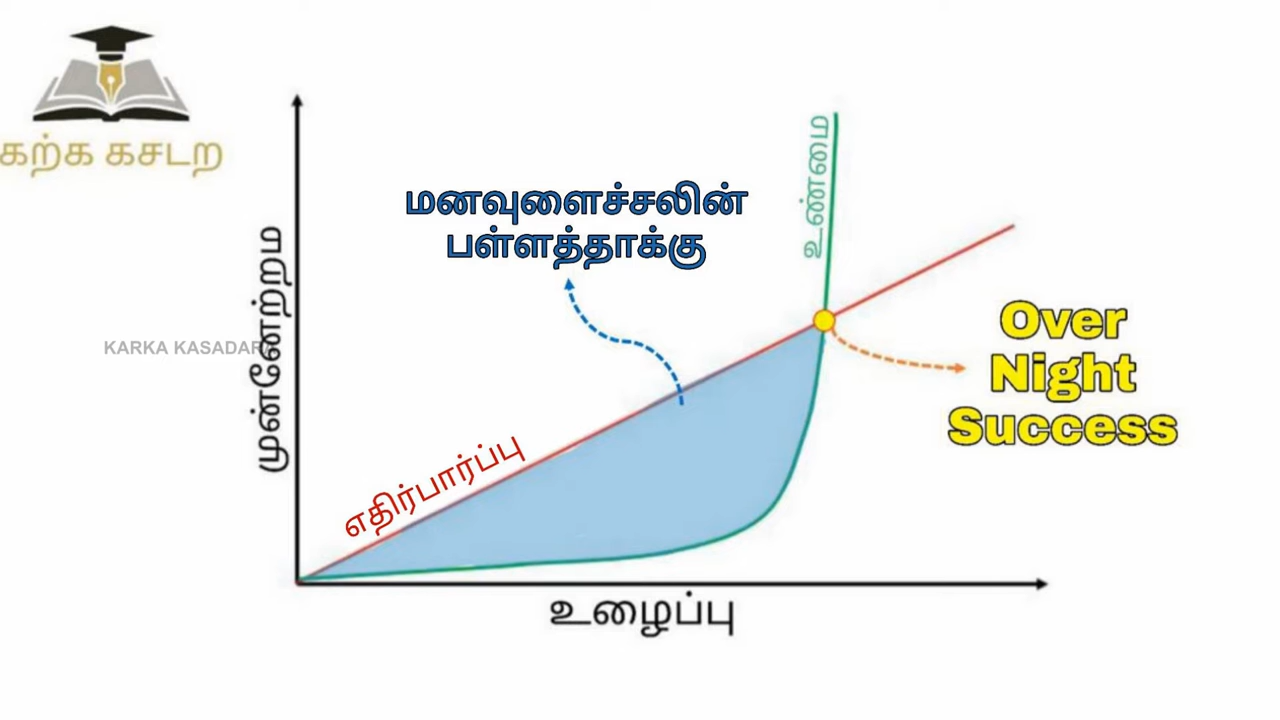 கற்க கசடற
மனவுளைச்சலின்
பள்ளத்தாக்கு
உண்மை
Over
Night
Success
KARKA KASADARA
முன்னேற்றம
எதிர்பார்ப்பு
உழைப்பு